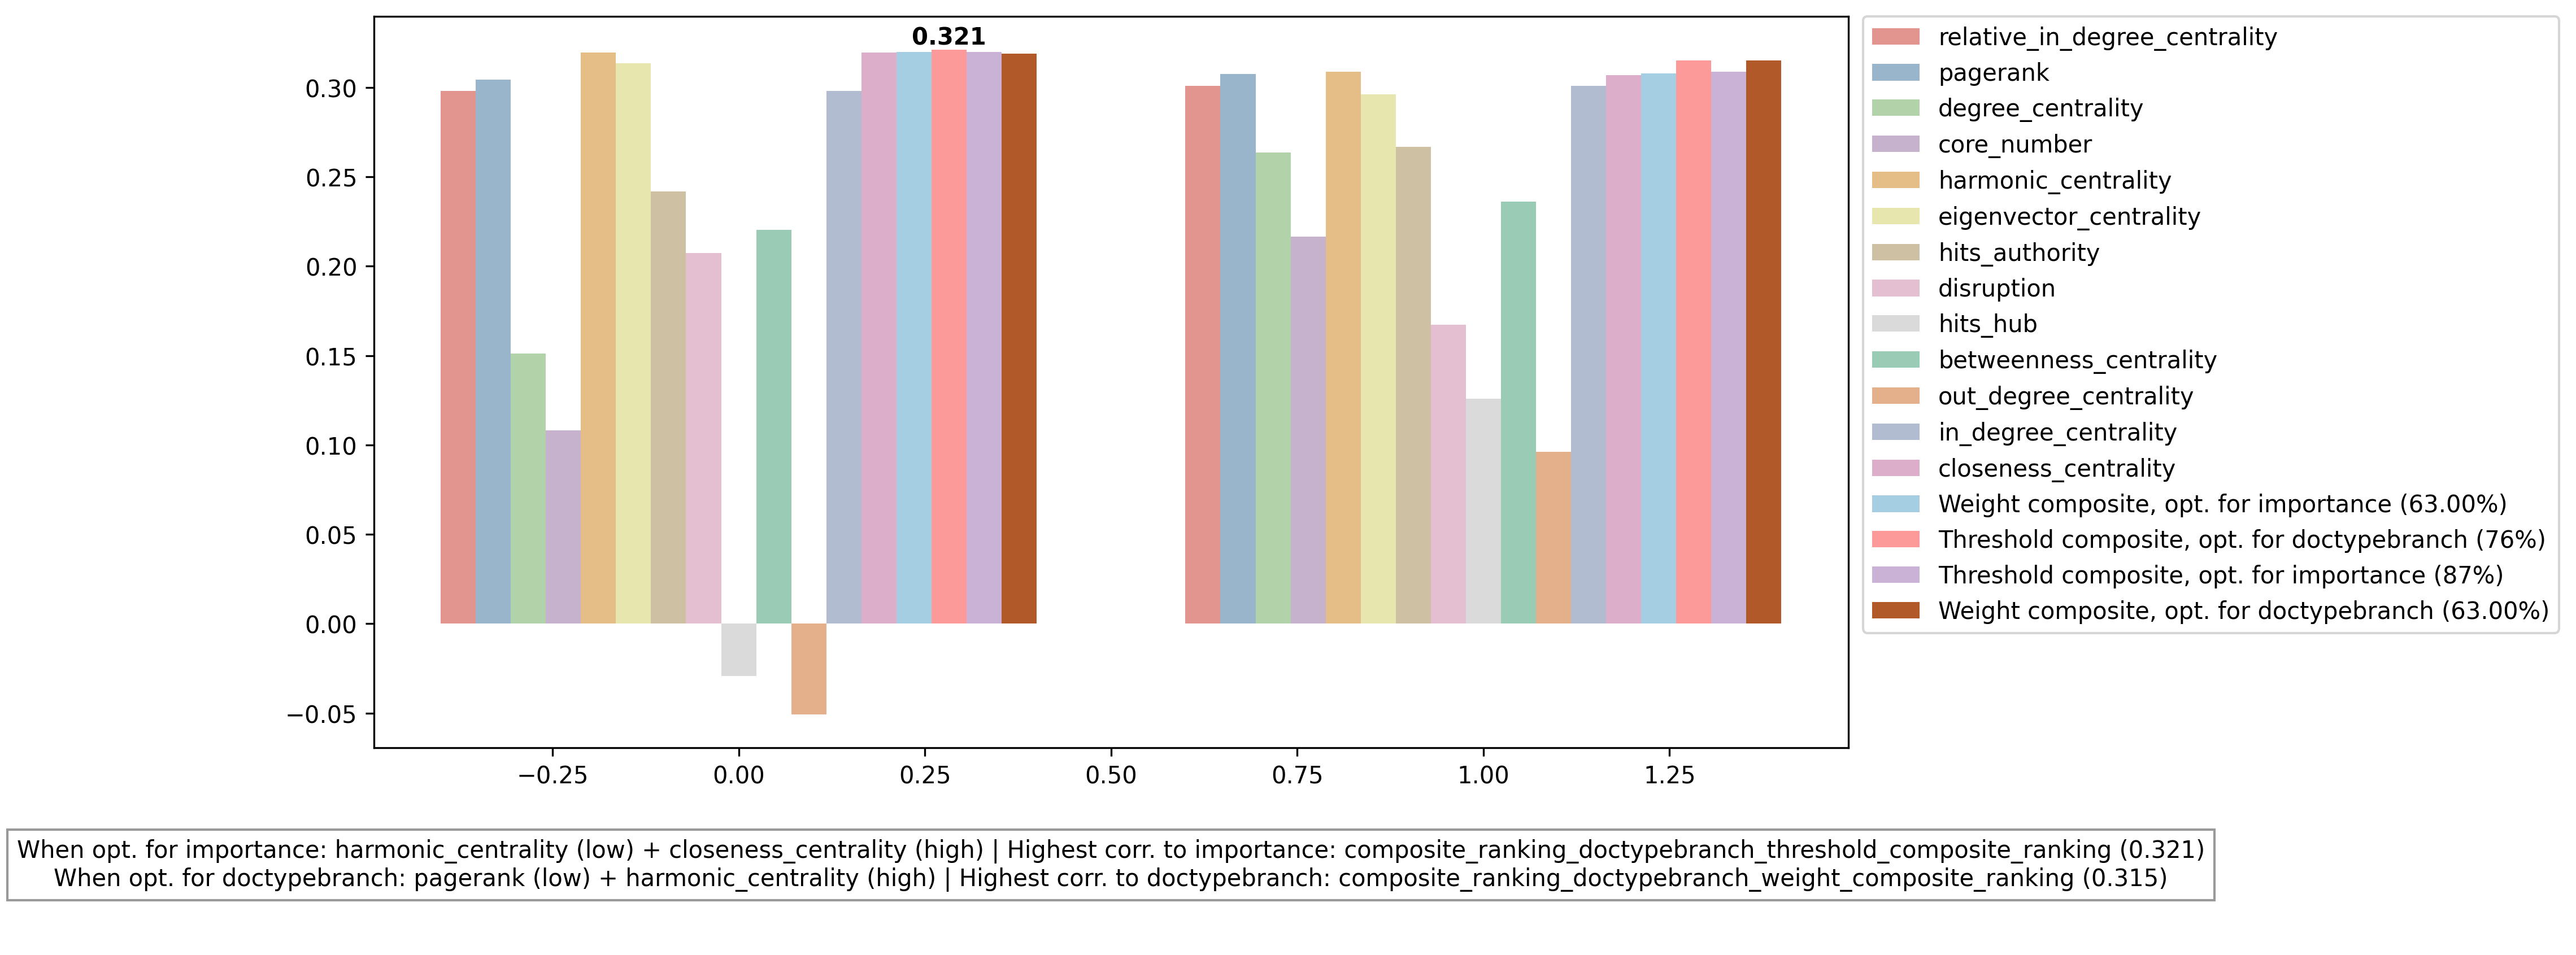 0.321
0.30
0.25
0.20
0.15
0.10
0.05
0.00
−0.05
−0.25
0.00
0.25
0.50
0.75
1.00
1.25
relative_in_degree_centrality
pagerank
degree_centrality
core_number
harmonic_centrality
eigenvector_centrality
hits_authority
disruption
hits_hub
betweenness_centrality
out_degree_centrality
in_degree_centrality
closeness_centrality
Weight composite, opt. for importance (63.00%)
Threshold composite, opt. for doctypebranch (76%)
Threshold composite, opt. for importance (87%)
Weight composite, opt. for doctypebranch (63.00%)
When opt. for importance: harmonic_centrality (low) + closeness_centrality (high) | Highest corr. to importance: composite_ranking_doctypebranch_threshold_composite_ranking (0.321)
When opt. for doctypebranch: pagerank (low) + harmonic_centrality (high) | Highest corr. to doctypebranch: composite_ranking_doctypebranch_weight_composite_ranking (0.315)